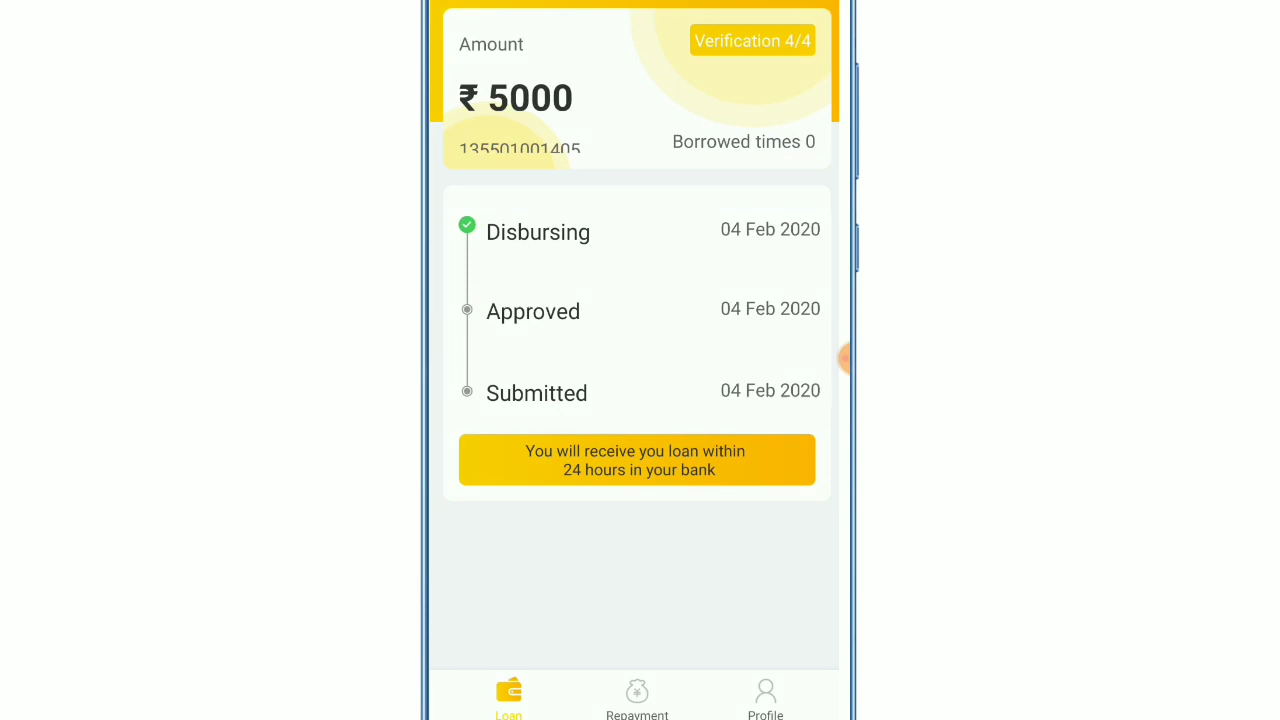 Amount
Verification 4/4
₹ 5000
135501001405
Borrowed times 0
Disbursing
04 Feb 2020
Approved
04 Feb 2020
Submitted
04 Feb 2020
You will receive you loan within
24 hours in your bank
Loan
Repayment
Profile